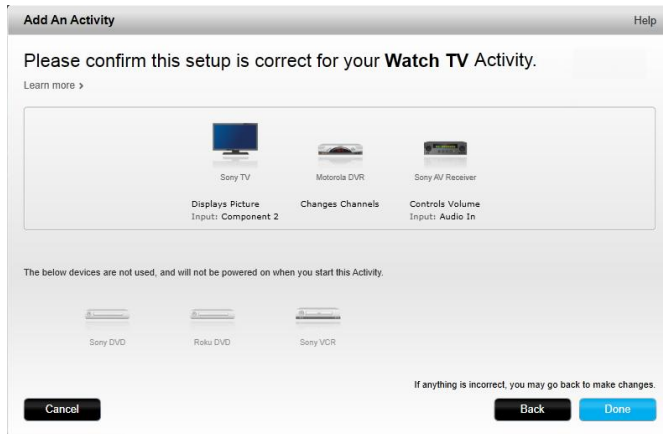 Add An Activity Help
Please confirm this setup is correct for your Watch TV Activity.
Learn more >
Sony TV Motorola DVR Sony AV Receiver
Displays Picture Changes Channels Controls Volume
Input: Component 2 Input: Audio In
The below devices are not used, and will not be powered on when you start this Activity.
Sony DVD Roku DVD Sony VCR
If anything is incorrect, you may go back to make changes.
Cancel Back Done